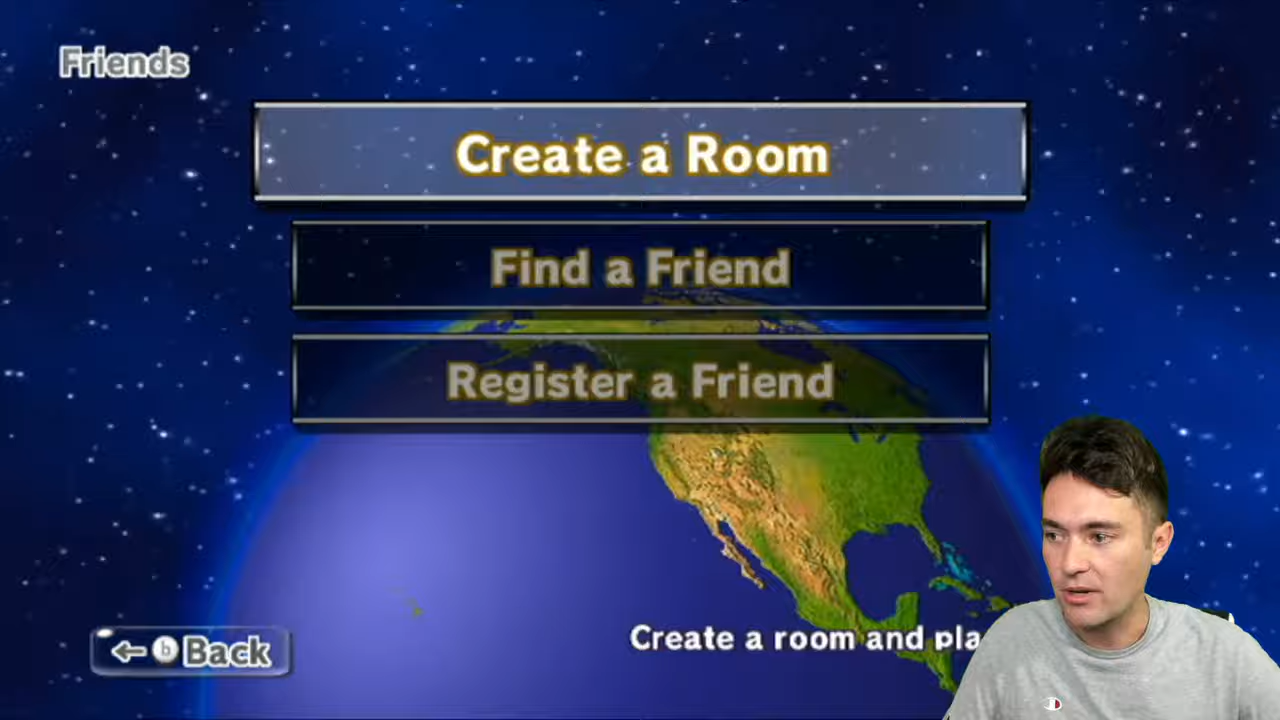 Friends
Create a Room
Find a Friend
Register a Friend
Create a room and pla
b Back